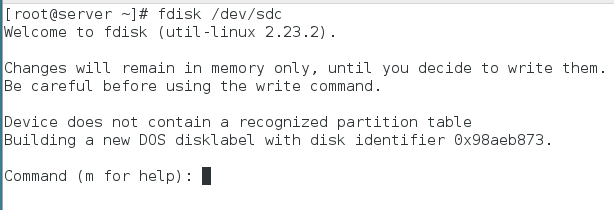 [root@server ~]# fdisk /dev/sdc
Welcome to fdisk (util-linux 2.23.2).
Changes will remain in memory only, until you decide to write them.
Be careful before using the write command.
Device does not contain a recognized partition table
Building a new DOS disklabel with disk identifier 0x98aeb873.
Command (m for help):